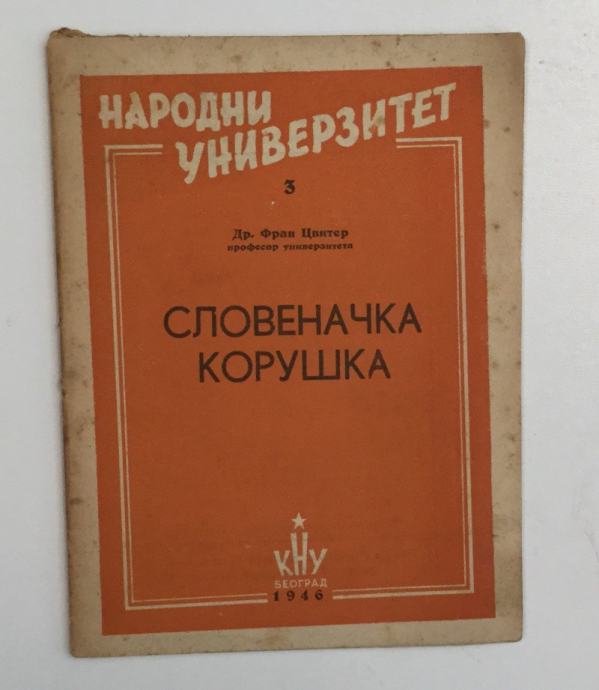 НАРОДНИ
УНИВЕРЗИТЕТ
3
Др. Фран Цвитер
професор универзитета
СЛОВЕНАЧКА
КОРУШКА
КНУ
БЕОГРАД
1946